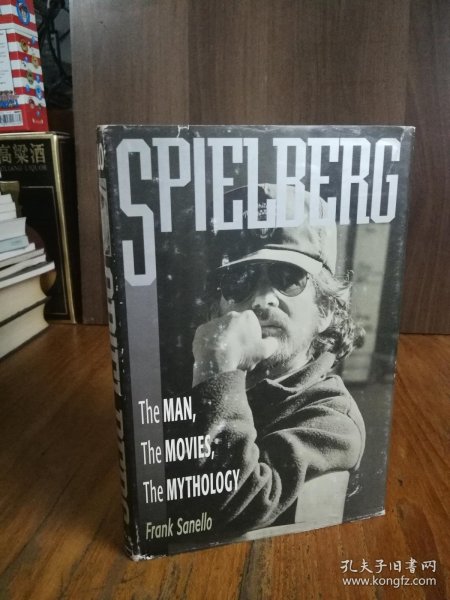 SPIELBERG
The MAN,
The MOVIES,
The MYTHOLOGY
Frank Sanello
高粱酒
孔夫子旧书网
www.kongfz.com